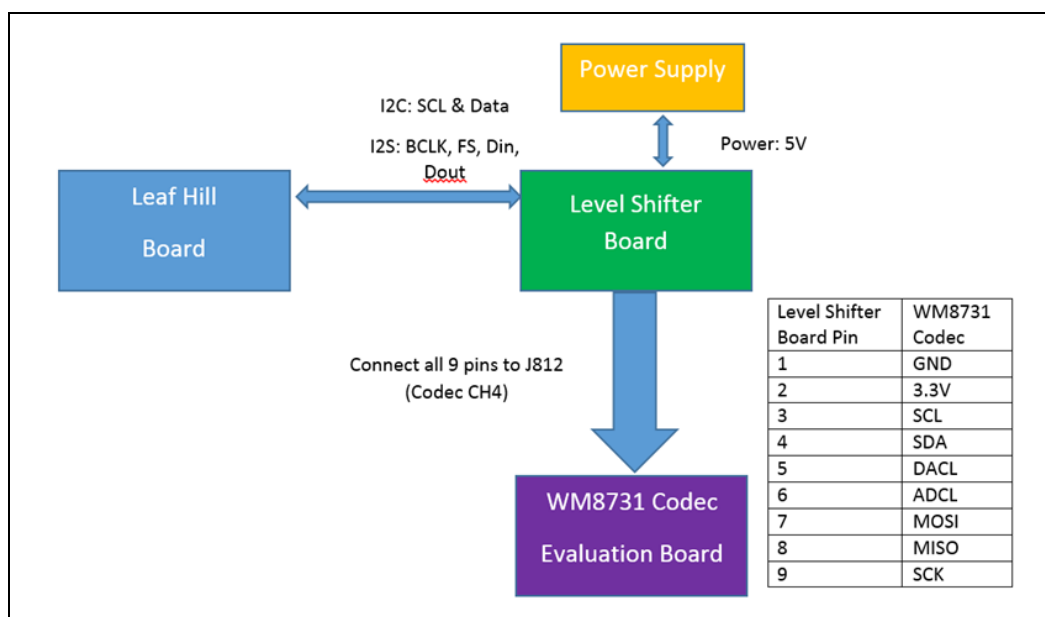 Power Supply
I2C: SCL & Data
I2S: BCLK, FS, Din,
Dout
Power: 5V
Leaf Hill
Board
Level Shifter
Board
Connect all 9 pins to J812
(Codec CH4)
WM8731 Codec
Evaluation Board
Level Shifter Board Pin WM8731 Codec
1 GND
2 3.3V
3 SCL
4 SDA
5 DACL
6 ADCL
7 MOSI
8 MISO
9 SCK